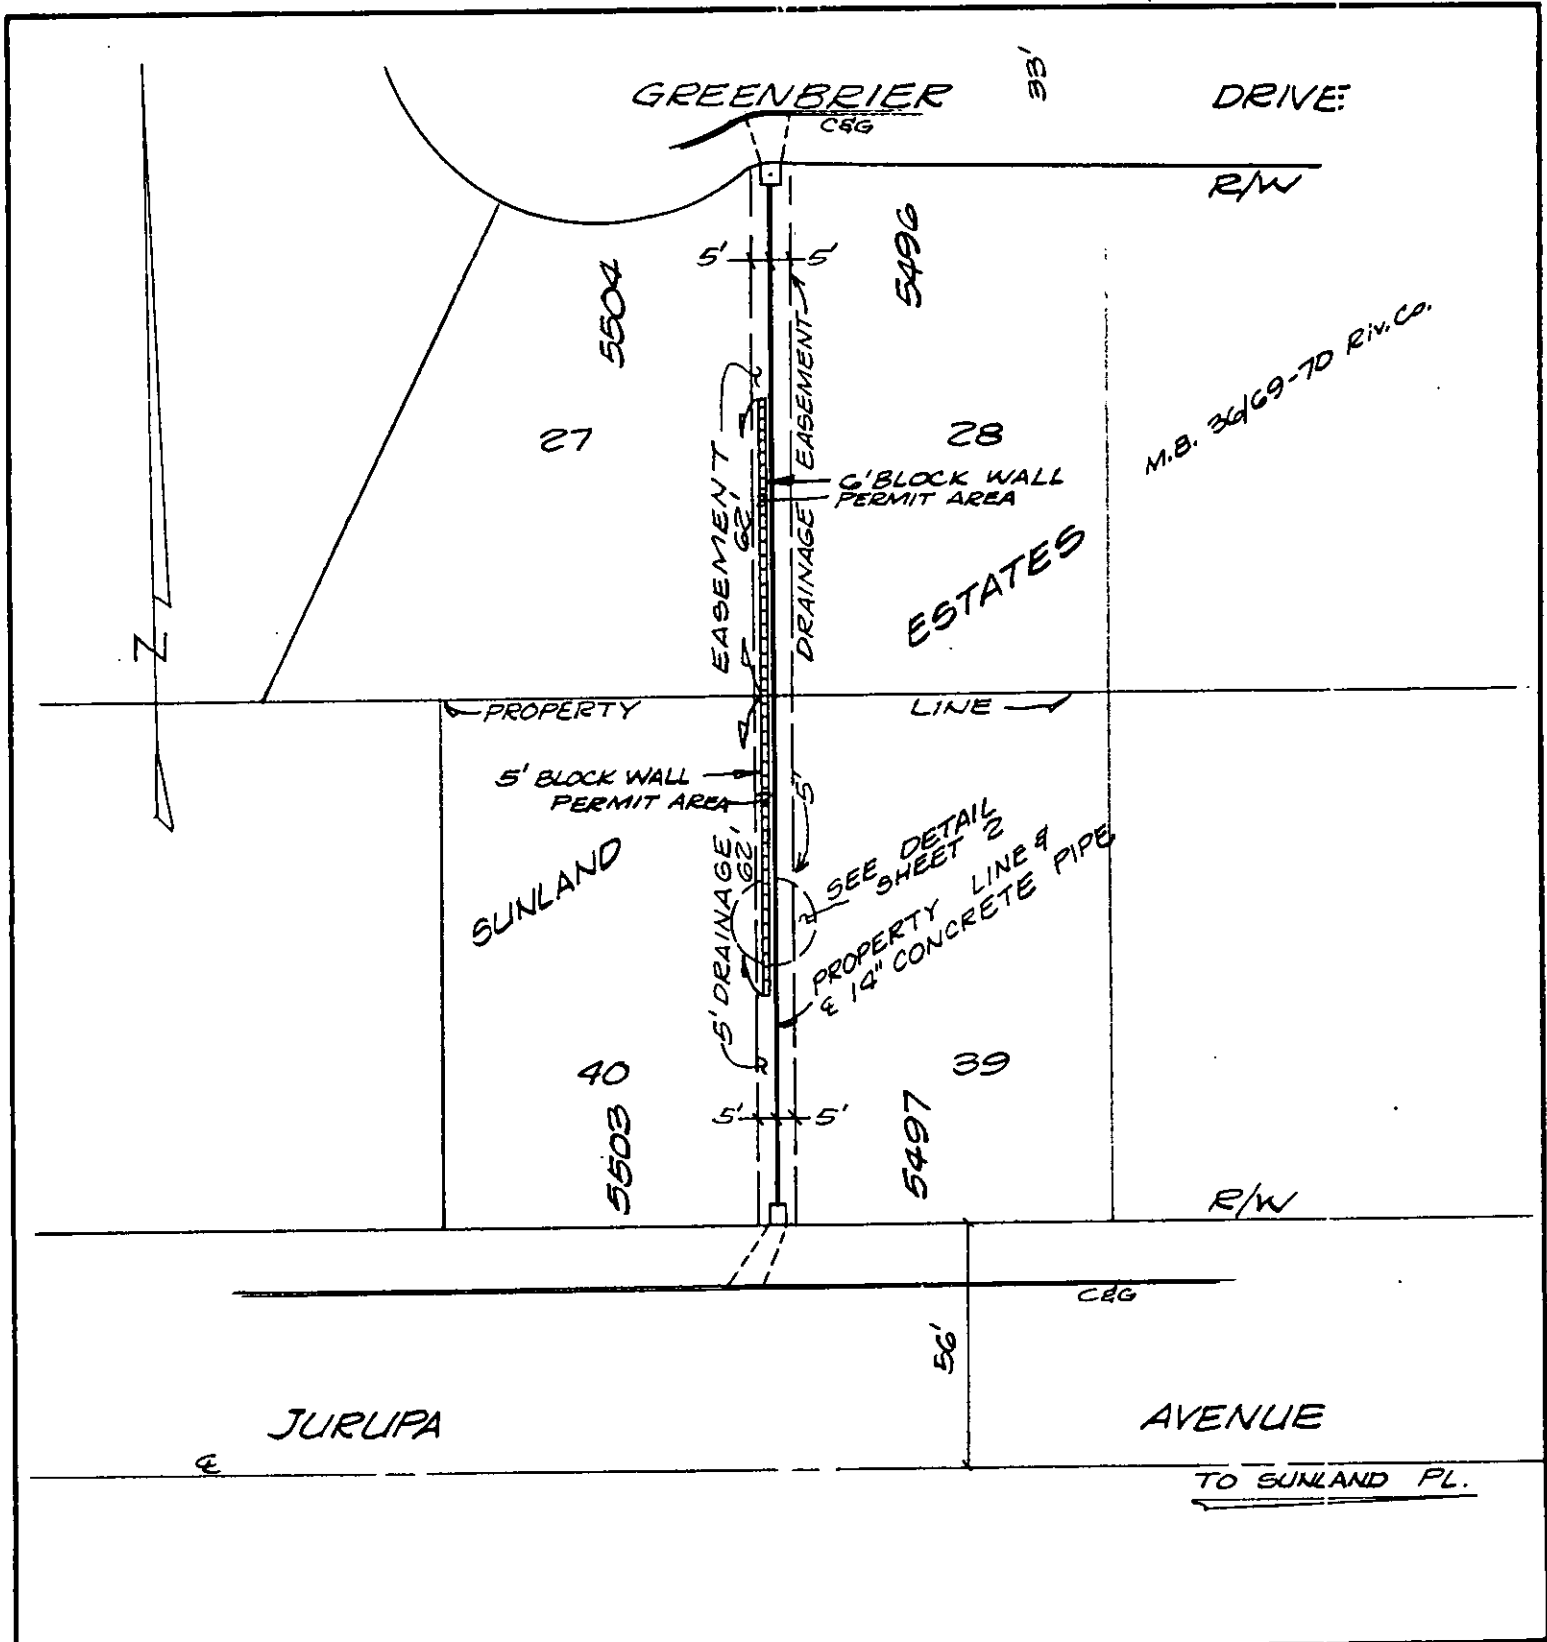 GREENBRIER DRIVE
33'
C&G
R/W
5' 5'
5504
5496
27
28
M.B. 36/69-70 Riv. Co.
EASEMENT
62'
DRAINAGE EASEMENT
6' BLOCK WALL
PERMIT AREA
ESTATES
N
PROPERTY LINE
5' BLOCK WALL
PERMIT AREA
5'
SUNLAND
5' DRAINAGE
62'
SEE DETAIL
SHEET 2
PROPERTY LINE &
℄ 14" CONCRETE PIPE
40
39
5' 5'
5503
5497
R/W
C&G
56'
JURUPA AVENUE
℄
TO SUNLAND PL.